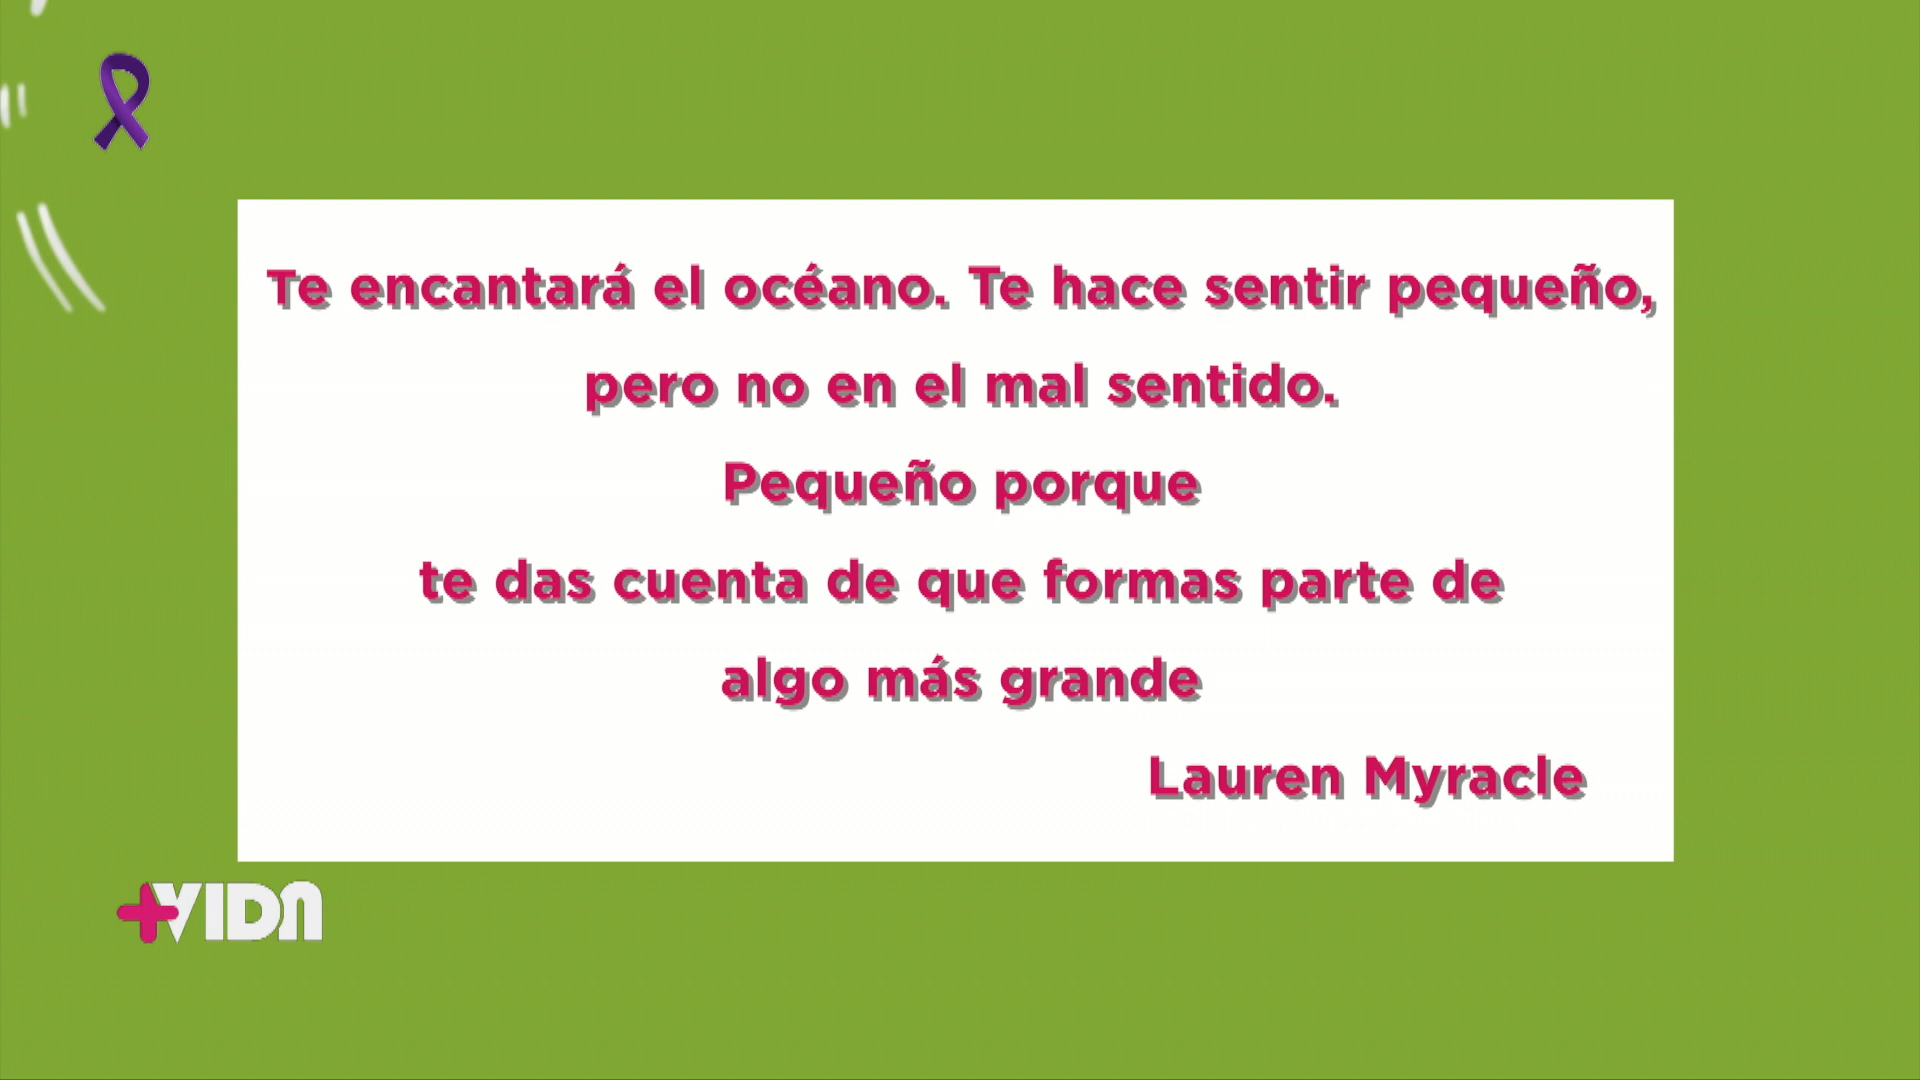 Te encantará el océano. Te hace sentir pequeño,
pero no en el mal sentido.
Pequeño porque
te das cuenta de que formas parte de
algo más grande
Lauren Myracle
+VIDA